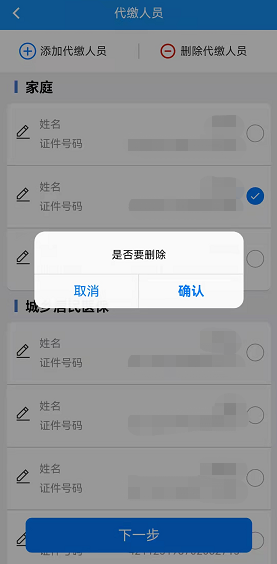 代缴人员
添加代缴人员
删除代缴人员
家庭
姓名
证件号码
姓名
证件号码
是否要删除
取消
确认
城乡居民医保
姓名
证件号码
姓名
证件号码
姓名
证件号码
下一步